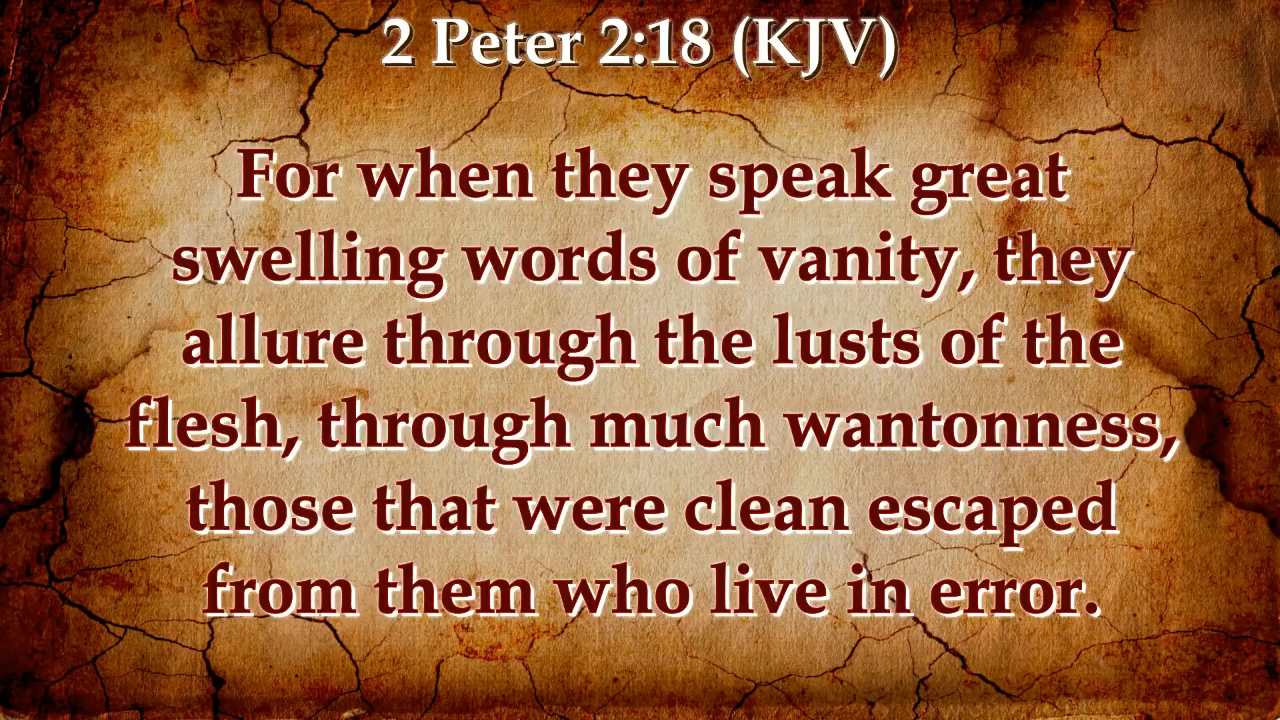 2 Peter 2:18 (KJV)
For when they speak great
swelling words of vanity, they
allure through the lusts of the
flesh, through much wantonness,
those that were clean escaped
from them who live in error.